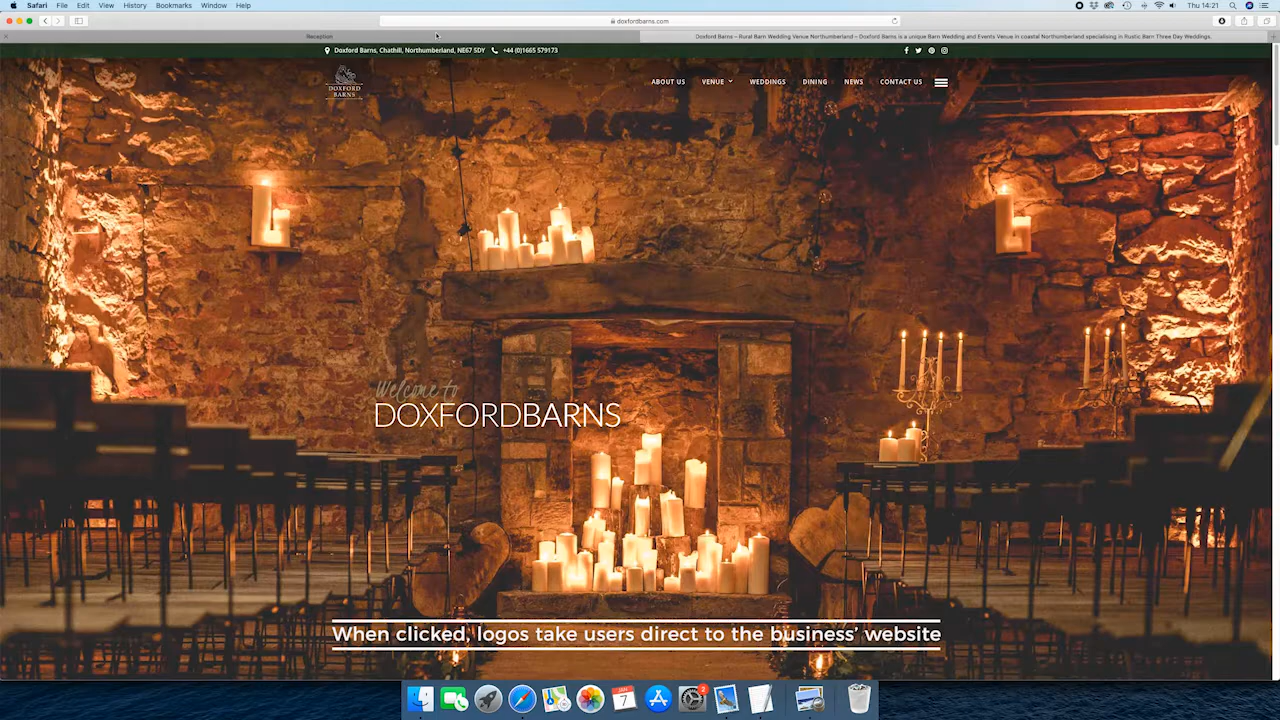 Safari File Edit View History Bookmarks Window Help
Thu 14:21
doxfordbarns.com
Reception
Doxford Barns – Rural Barn Wedding Venue Northumberland – Doxford Barns is a unique Barn Wedding and Events Venue in coastal Northumberland specialising in Rustic Barn Three Day Weddings.
Doxford Barns, Chathill, Northumberland, NE67 5DY +44 (0)1665 579173
DOXFORD
BARNS
ABOUT US VENUE WEDDINGS DINING NEWS CONTACT US
Welcome to
DOXFORDBARNS
When clicked, logos take users direct to the business' website
JAN
7
2